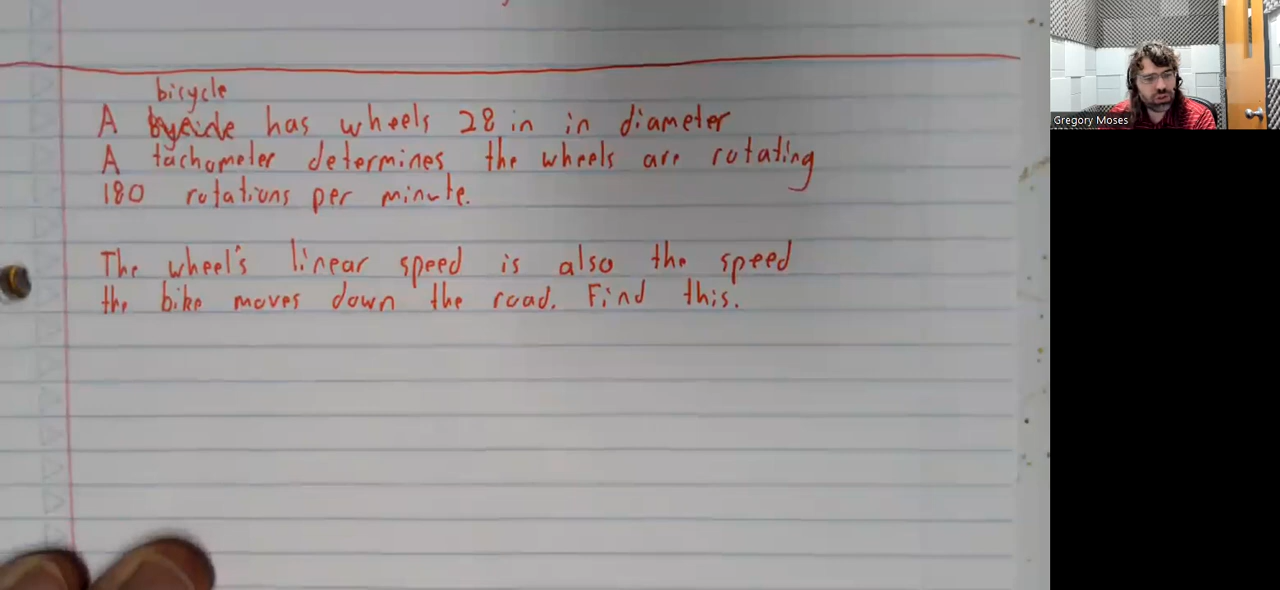 bicycle
A has wheels 28 in in diameter
A tachometer determines the wheels are rotating
180 rotations per minute.
The wheel's linear speed is also the speed
the bike moves down the road. Find this.
Gregory Moses